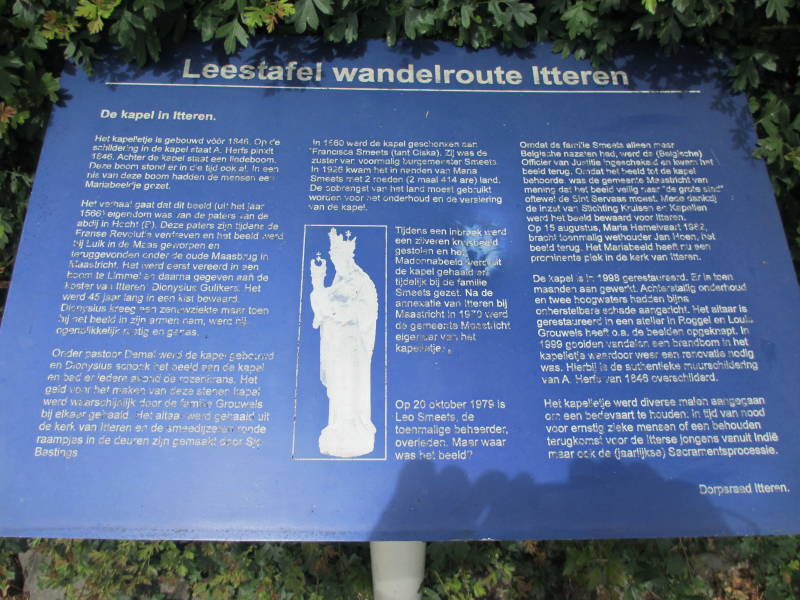 Leestafel wandelroute Itteren
De kapel in Itteren.
Het kapelletje is gebouwd vóór 1846. Op de
schildering in de kapel staat A. Herfs pinxit
1846. Achter de kapel staat een lindeboom.
Deze boom stond er in die tijd ook al. In een
nis van deze boom hadden de mensen een
Mariabeeldje gezet.
Het verhaal gaat dat dit beeld (uit het jaar
1566) eigendom was van de paters van de
abdij in Hocht (B). Deze paters zijn tijdens de
Franse Revolutie verdreven en het beeld werd
bij Luik in de Maas geworpen en
teruggevonden onder de oude Maasbrug in
Maastricht. Het werd eerst vereerd in een
boom te Limmel en daarna gegeven aan de
koster van Itteren Dionysius Gulikers. Het
werd 45 jaar lang in een kist bewaard.
Dionysius kreeg een zenuwziekte maar toen
hij het beeld in zijn armen nam, werd hij
ogenblikkelijk rustig en genas.
Onder pastoor Demal werd de kapel gebouwd
en Dionysius schonk het beeld aan de kapel
en bad er iedere avond de rozenkrans. Het
geld voor het maken van deze stenen kapel
werd waarschijnlijk door de familie Grouwels
bij elkaar gehaald. Het altaar werd gehaald uit
de kerk van Itteren en de smeedijzeren ronde
raampjes in de deuren zijn gemaakt door Sjo
Bastings.
In 1860 werd de kapel geschonken aan
Francisca Smeets (tant Ciska). Zij was de
zuster van voormalig burgemeester Smeets.
In 1926 kwam het in handen van Maria
Smeets met 2 roeden (2 maal 414 are) land.
De opbrengst van het land moest gebruikt
worden voor het onderhoud en de versiering
van de kapel.
Tijdens een inbraak werd
een zilveren kruisbeeld
gestolen en het
Madonnabeeld werd uit
de kapel gehaald en
tijdelijk bij de familie
Smeets gezet. Na de
annexatie van Itteren bij
Maastricht in 1970 werd
de gemeente Maastricht
eigenaar van het
kapelletje.
Op 20 oktober 1979 is
Leo Smeets, de
toenmalige beheerder,
overleden. Maar waar
was het beeld?
Omdat de familie Smeets alleen maar
Belgische nazaten had, werd de (Belgische)
Officier van Justitie ingeschakeld en kwam het
beeld terug. Omdat het beeld tot de kapel
behoorde, was de gemeente Maastricht van
mening dat het beeld veilig naar "de grote stad"
oftewel de Sint Servaas moest. Mede dankzij
de inzet van Stichting Kruisen en Kapellen
werd het beeld bewaard voor Itteren.
Op 15 augustus, Maria Hemelvaart 1982,
bracht toenmalig wethouder Jan Hoen, het
beeld terug. Het Mariabeeld heeft nu een
prominente plek in de kerk van Itteren.
De kapel is in 1998 gerestaureerd. Er is toen
maanden aan gewerkt. Achterstallig onderhoud
en twee hoogwaters hadden bijna
onherstelbare schade aangericht. Het altaar is
gerestaureerd in een atelier in Roggel en Louis
Grouwels heeft o.a. de beelden opgeknapt. In
1999 gooiden vandalen een brandbom in het
kapelletje waardoor weer een renovatie nodig
was. Hierbij is de authentieke muurschildering
van A. Herfs van 1846 overschilderd.
Het kapelletje werd diverse malen aangedaan
om een bedevaart te houden: in tijd van nood
voor ernstig zieke mensen of een behouden
terugkomst voor de Itterse jongens vanuit Indië
maar ook de (jaarlijkse) Sacramentsprocessie.
Dorpsraad Itteren.